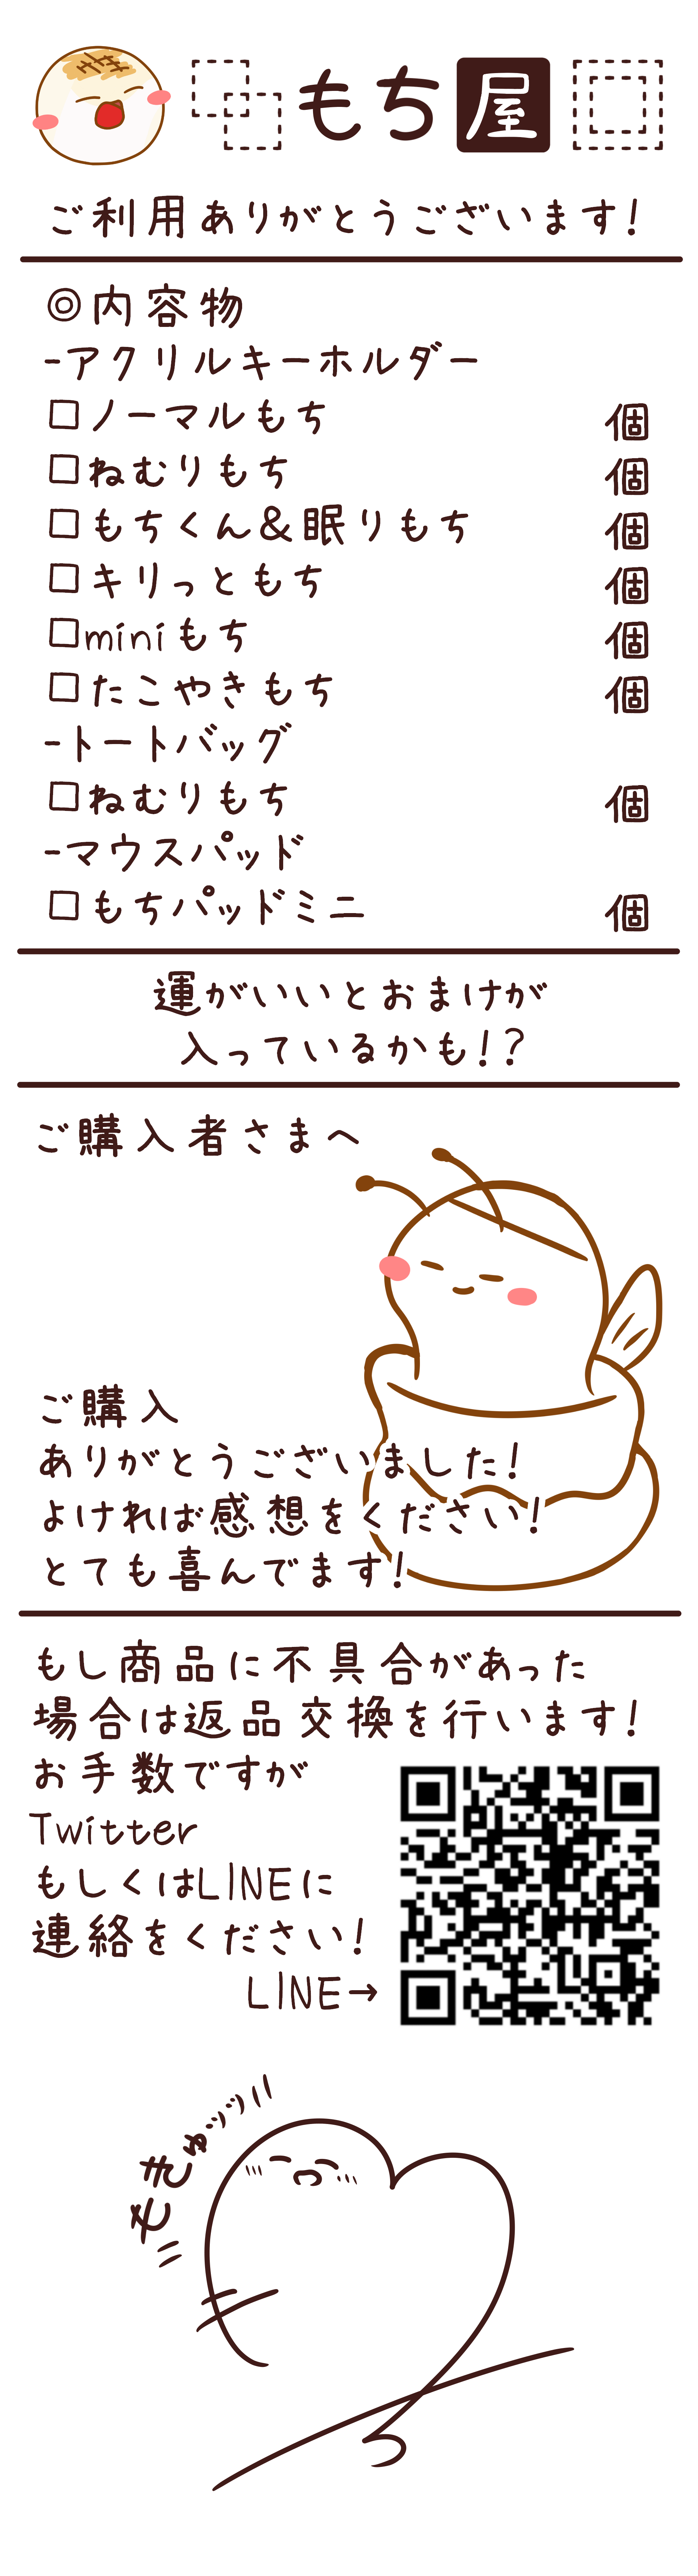 もち屋
ご利用ありがとうございます!
◎内容物
-アクリルキーホルダー
□ノーマルもち 個
□ねむりもち 個
□もちくん&眠りもち 個
□キリっともち 個
□miniもち 個
□たこやきもち 個
-トートバッグ
□ねむりもち 個
-マウスパッド
□もちパッドミニ 個
運がいいとおまけが
入っているかも!?
ご購入者さまへ
ご購入
ありがとうございました!
よければ感想をください!
とても喜んでます!
もし商品に不具合があった
場合は返品交換を行います!
お手数ですが
Twitter
もしくはLINEに
連絡をください!
LINE→
もきゅッッ